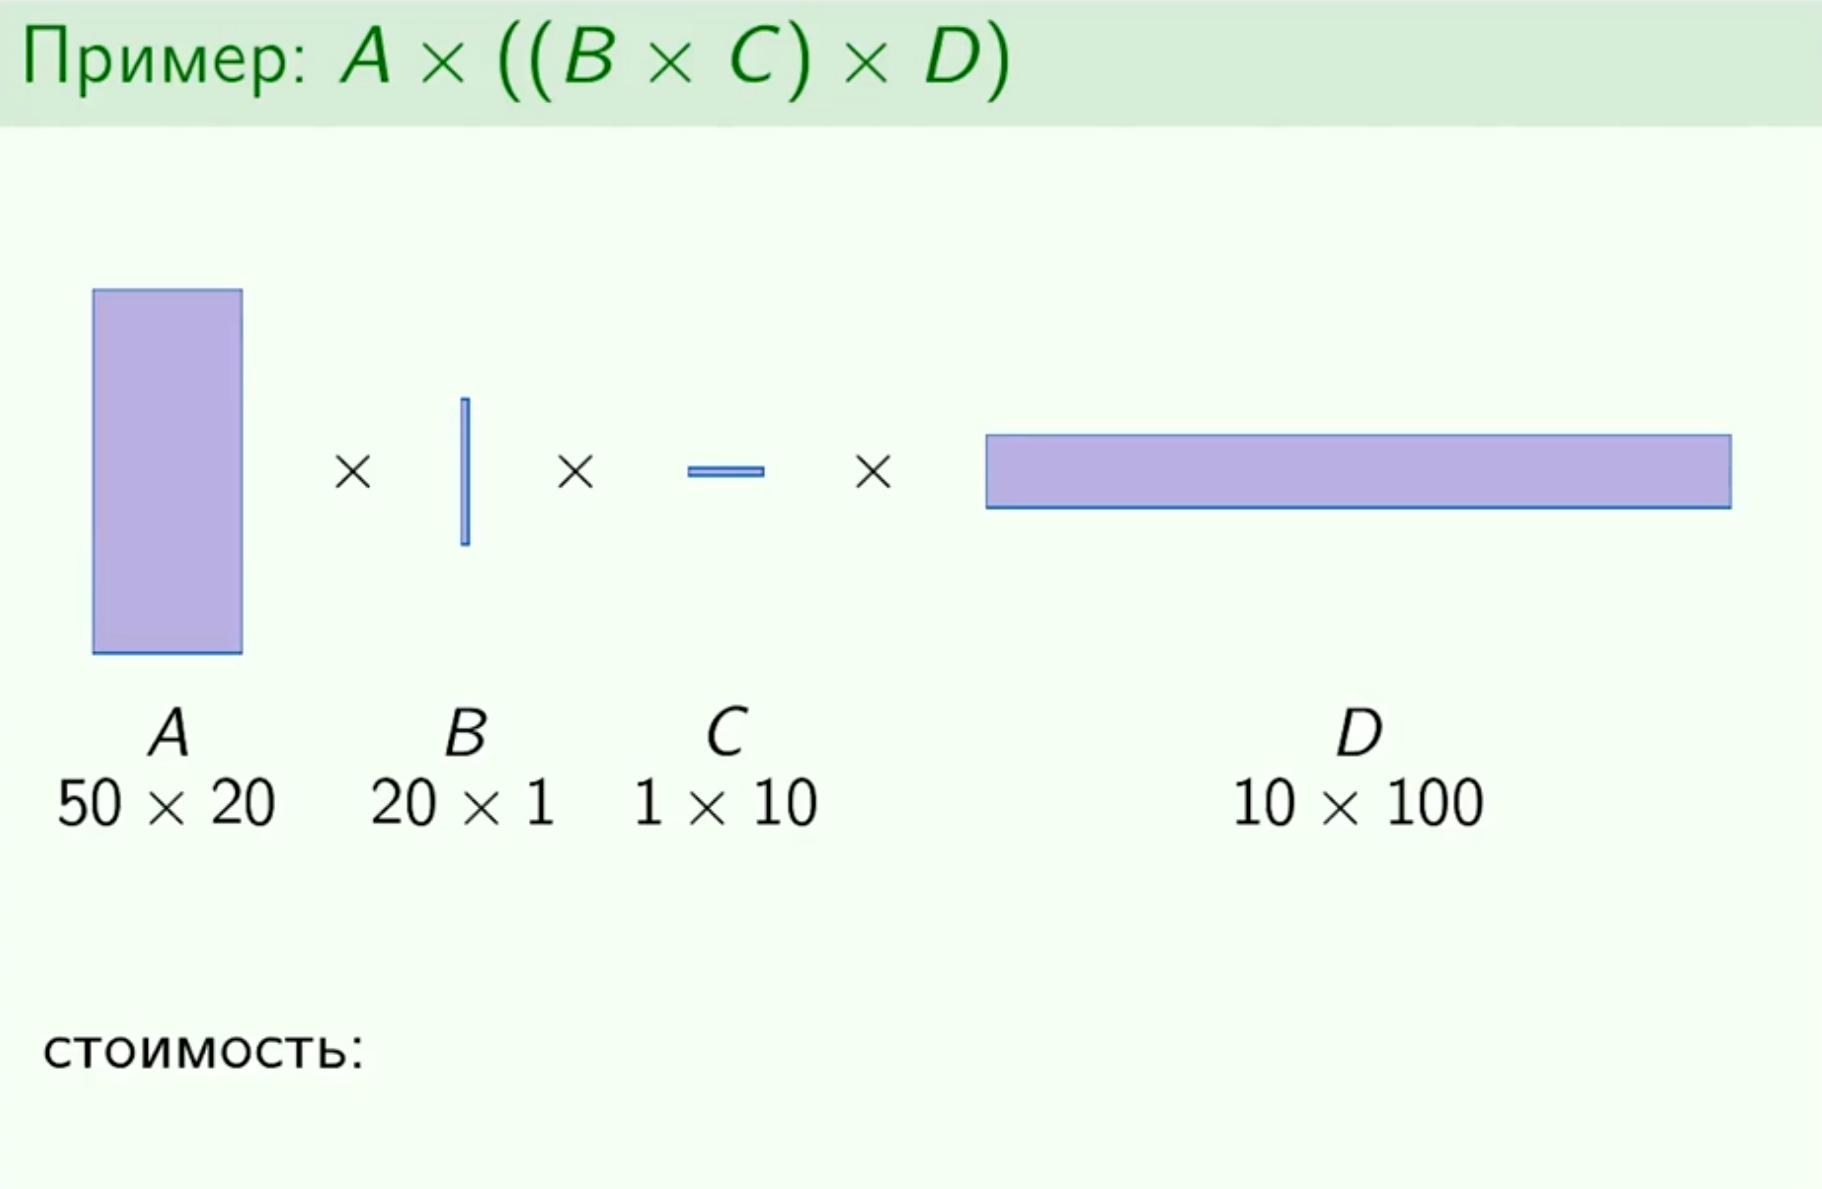 Пример: A × ((B × C) × D)
× × ×
A B C D
50 × 20 20 × 1 1 × 10 10 × 100
стоимость: